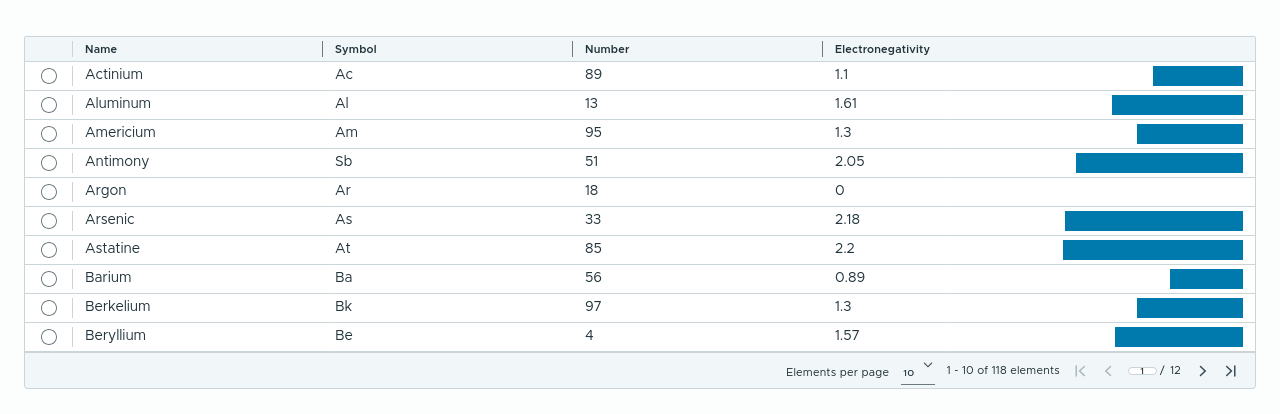 Name Symbol Number Electronegativity
Actinium Ac 89 1.1
Aluminum Al 13 1.61
Americium Am 95 1.3
Antimony Sb 51 2.05
Argon Ar 18 0
Arsenic As 33 2.18
Astatine At 85 2.2
Barium Ba 56 0.89
Berkelium Bk 97 1.3
Beryllium Be 4 1.57
Elements per page 10 1 - 10 of 118 elements 1 / 12